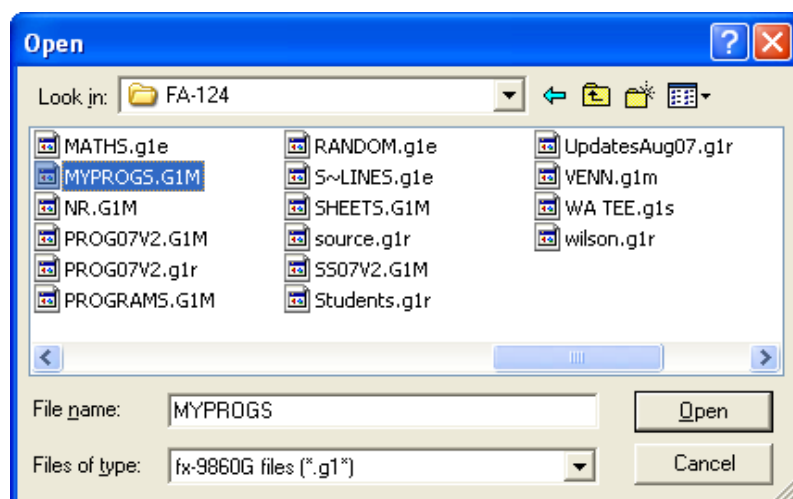 Open
Look in: FA-124
MATHS.g1e
MYPROGS.G1M
NR.G1M
PROG07V2.G1M
PROG07V2.g1r
PROGRAMS.G1M
RANDOM.g1e
S~LINES.g1e
SHEETS.G1M
source.g1r
SS07V2.G1M
Students.g1r
UpdatesAug07.g1r
VENN.g1m
WA TEE.g1s
wilson.g1r
File name: MYPROGS
Open
Files of type: fx-9860G files (*.g1*)
Cancel